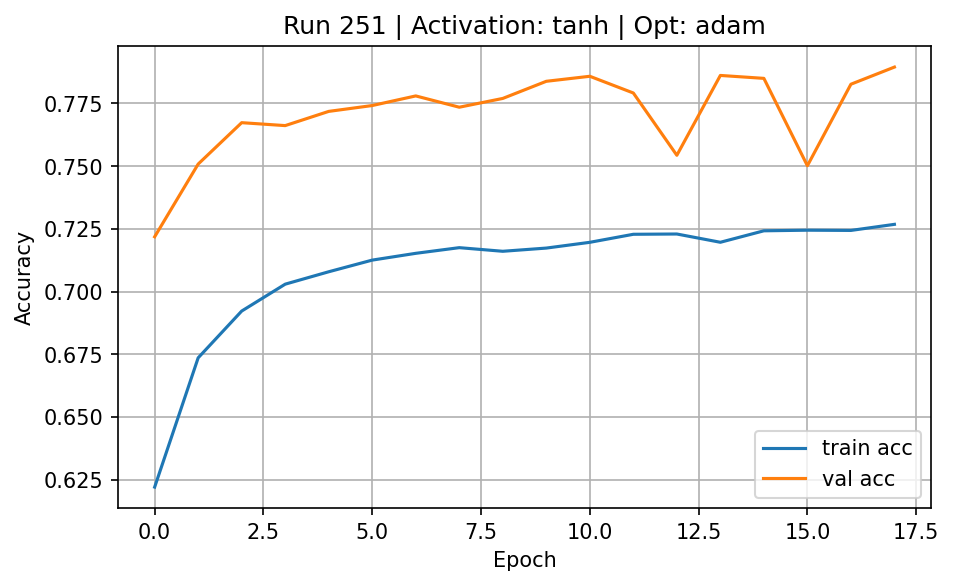 Run 251 | Activation: tanh | Opt: adam
Accuracy
0.775
0.750
0.725
0.700
0.675
0.650
0.625
train acc
val acc
0.0 2.5 5.0 7.5 10.0 12.5 15.0 17.5
Epoch